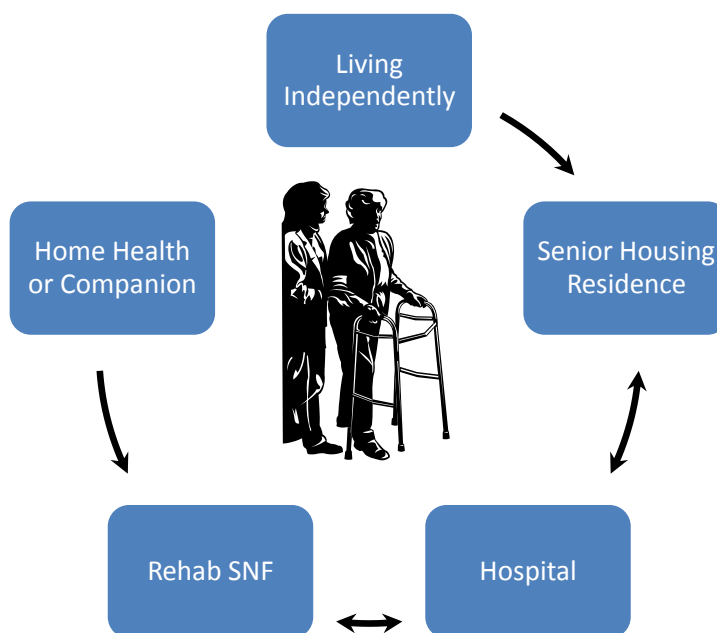 Living
Independently
Home Health
or Companion
Senior Housing
Residence
Rehab SNF
Hospital